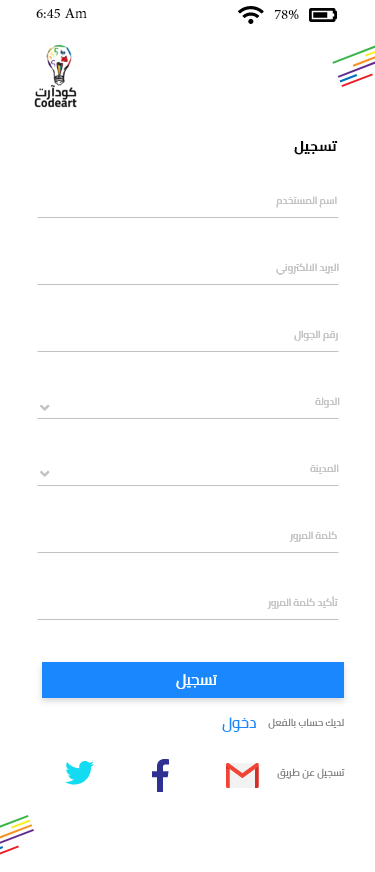 6:45 Am 78%
كودآرت
Codeart
تسجيل
اسم المستخدم
البريد الالكتروني
رقم الجوال
الدولة
المدينة
كلمة المرور
تأكيد كلمة المرور
تسجيل
لديك حساب بالفعل دخول
تسجيل عن طريق